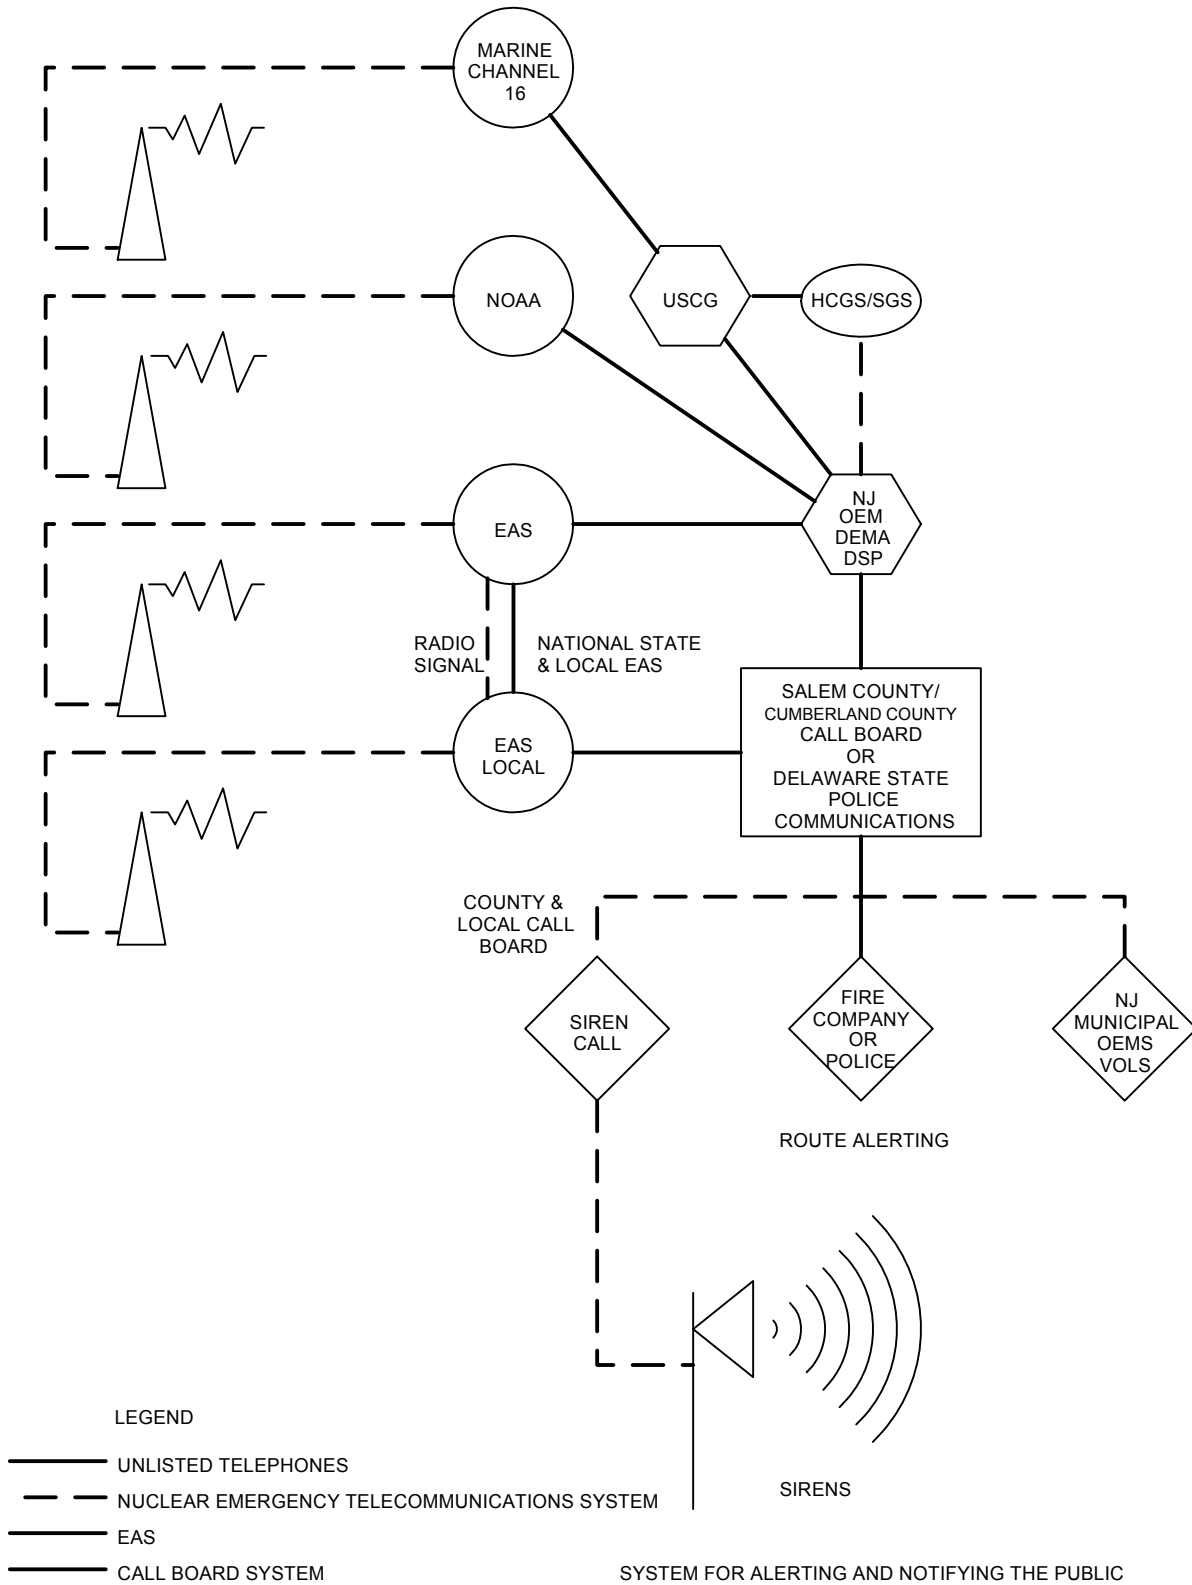 MARINE
CHANNEL
16
NOAA
USCG
HCGS/SGS
EAS
NJ
OEM
DEMA
DSP
RADIO
SIGNAL
NATIONAL STATE
& LOCAL EAS
EAS
LOCAL
SALEM COUNTY/
CUMBERLAND COUNTY
CALL BOARD
OR
DELAWARE STATE
POLICE
COMMUNICATIONS
COUNTY &
LOCAL CALL
BOARD
SIREN
CALL
FIRE
COMPANY
OR
POLICE
NJ
MUNICIPAL
OEMS
VOLS
ROUTE ALERTING
SIRENS
LEGEND
UNLISTED TELEPHONES
NUCLEAR EMERGENCY TELECOMMUNICATIONS SYSTEM
EAS
CALL BOARD SYSTEM
SYSTEM FOR ALERTING AND NOTIFYING THE PUBLIC